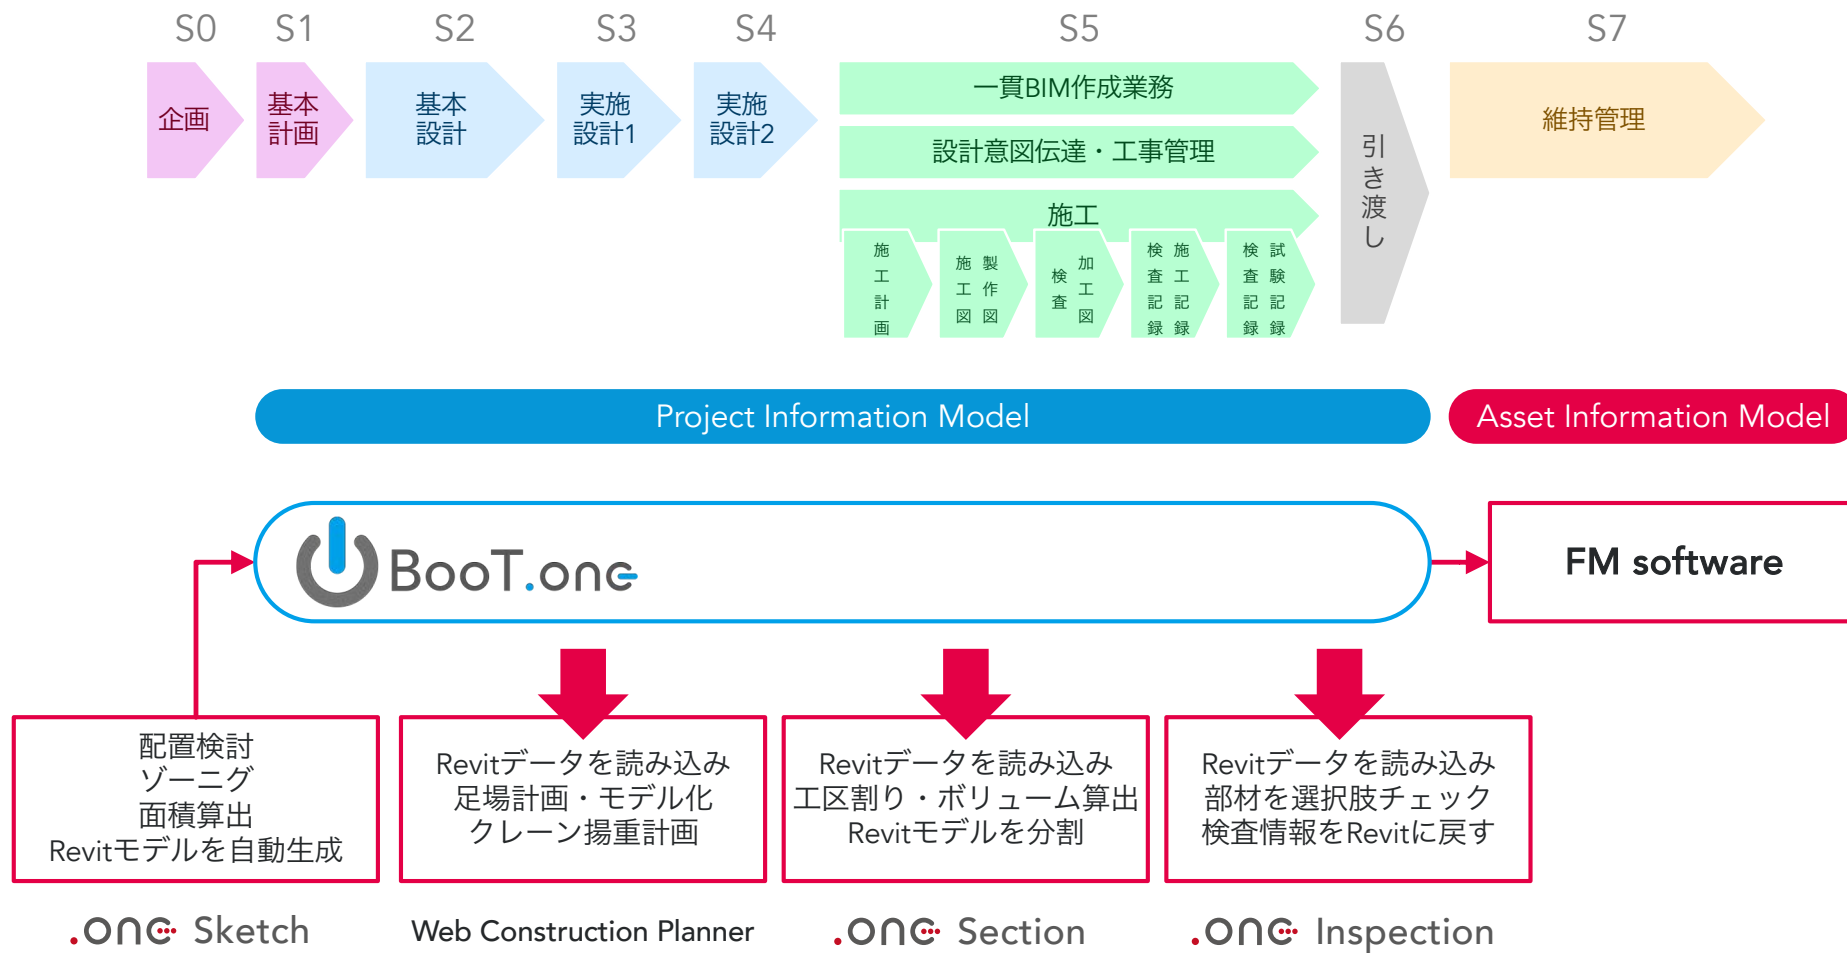 S0
S1
S2
S3
S4
S5
S6
S7
企画
基本
計画
基本
設計
実施
設計1
実施
設計2
一貫BIM作成業務
設計意図伝達・工事管理
施工
施工計画
製作図
施工図
加工図
検査
施工記録
検査記録
試験記録
検査記録
引き渡し
維持管理
Project Information Model
Asset Information Model
BooT.one
FM software
配置検討
ゾーニグ
面積算出
Revitモデルを自動生成
Revitデータを読み込み
足場計画・モデル化
クレーン揚重計画
Revitデータを読み込み
工区割り・ボリューム算出
Revitモデルを分割
Revitデータを読み込み
部材を選択肢チェック
検査情報をRevitに戻す
.one Sketch
Web Construction Planner
.one Section
.one Inspection